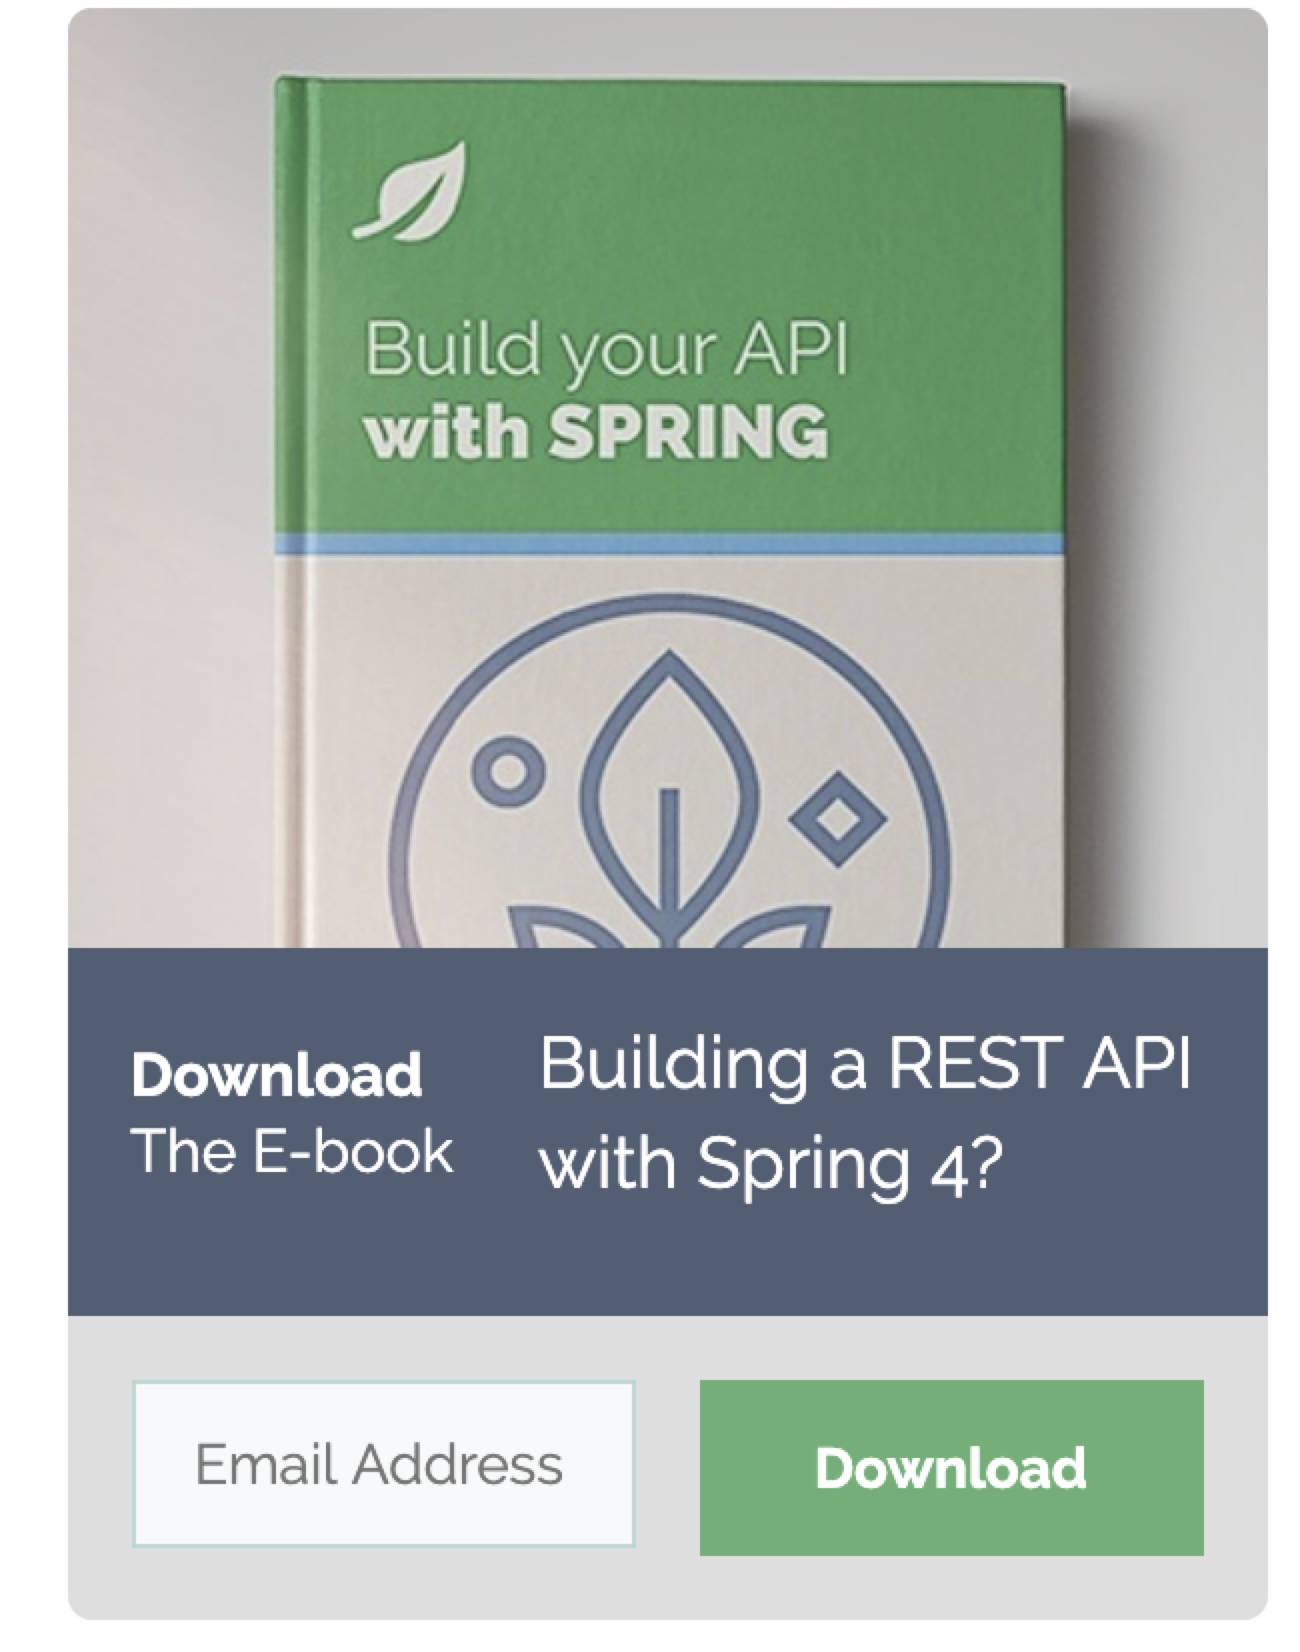 Build your API
with SPRING
Download
The E-book
Building a REST API
with Spring 4?
Email Address
Download